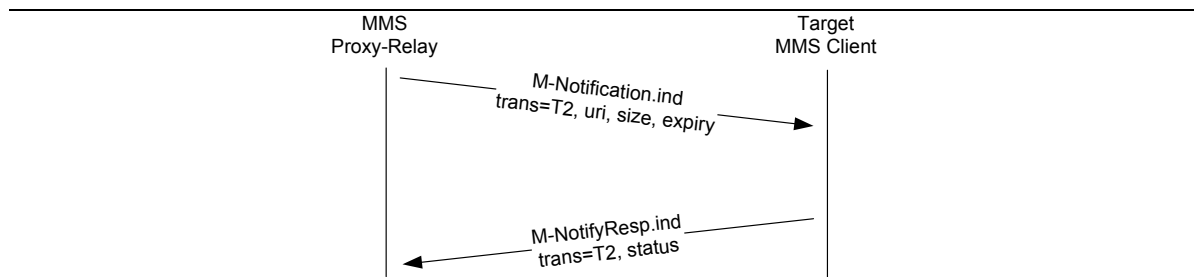 MMS
Proxy-Relay
Target
MMS Client
M-Notification.ind
trans=T2, uri, size, expiry
M-NotifyResp.ind
trans=T2, status